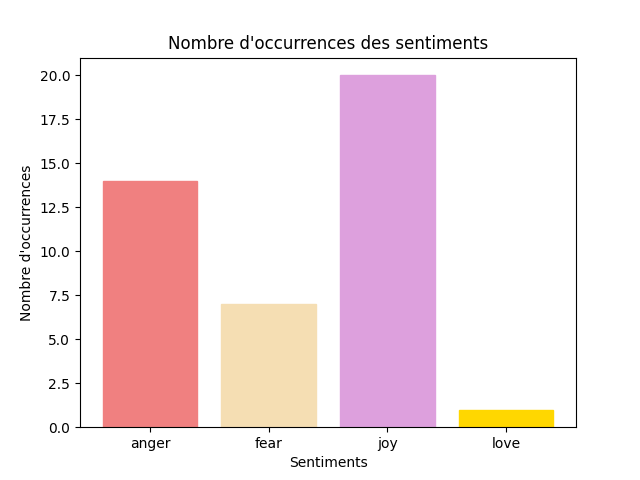 Nombre d'occurrences des sentiments
Nombre d'occurrences
20.0
17.5
15.0
12.5
10.0
7.5
5.0
2.5
0.0
anger fear joy love
Sentiments